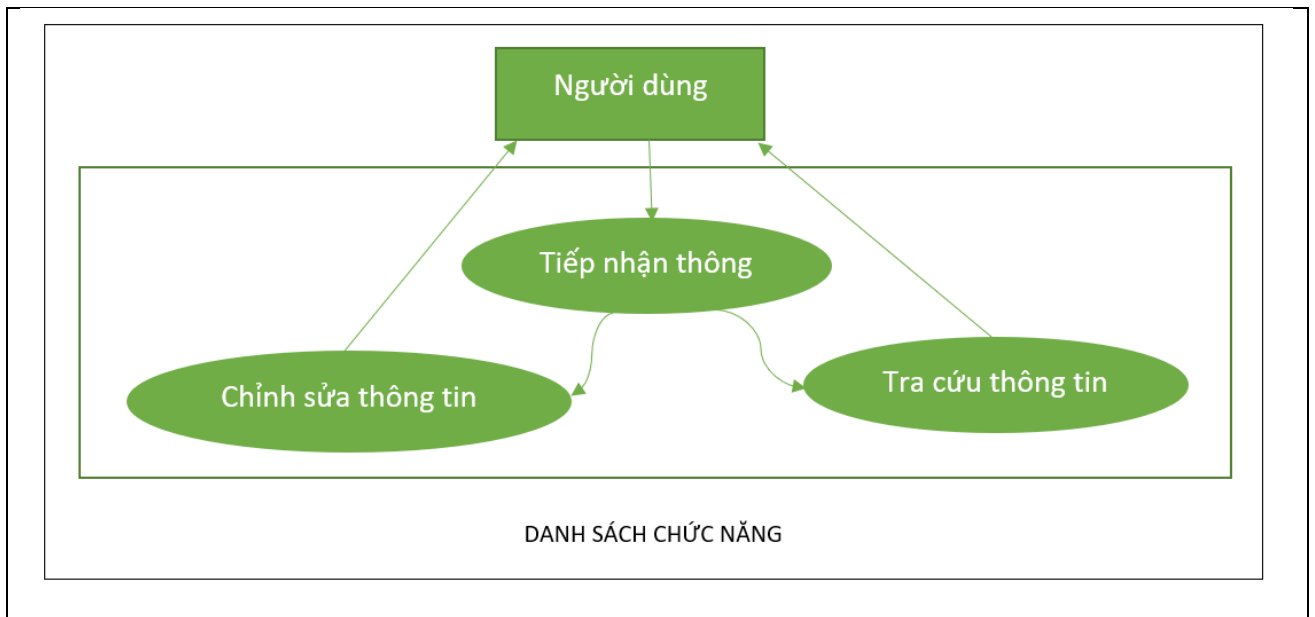 Người dùng
Tiếp nhận thông
Chỉnh sửa thông tin
Tra cứu thông tin
DANH SÁCH CHỨC NĂNG